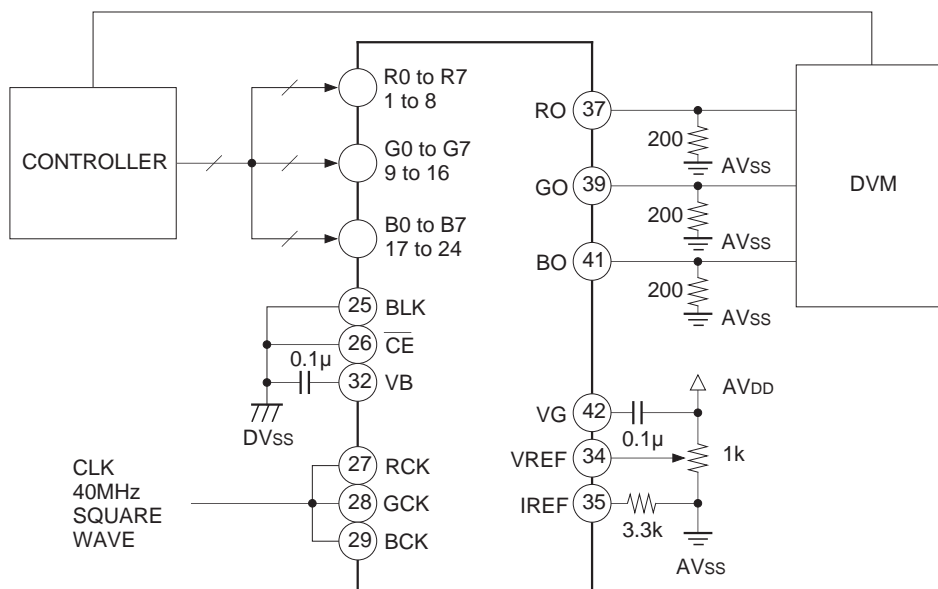 CONTROLLER
R0 to R7
1 to 8
G0 to G7
9 to 16
B0 to B7
17 to 24
25 BLK
26 CE
0.1µ
32 VB
DVSS
CLK
40MHz
SQUARE
WAVE
27 RCK
28 GCK
29 BCK
RO 37
200
AVSS
GO 39
200
AVSS
BO 41
200
AVSS
DVM
AVDD
VG 42
0.1µ
VREF 34
1k
IREF 35
3.3k
AVSS